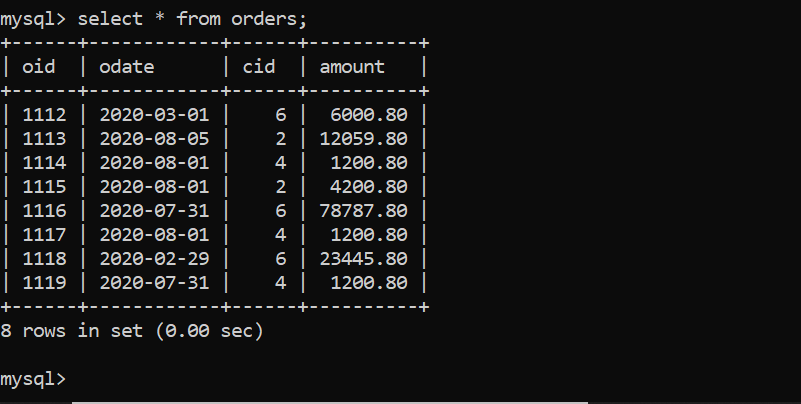 mysql> select * from orders;
+------+------------+------+----------+
| oid  | odate      | cid  | amount   |
+------+------------+------+----------+
| 1112 | 2020-03-01 |    6 |  6000.80 |
| 1113 | 2020-08-05 |    2 | 12059.80 |
| 1114 | 2020-08-01 |    4 |  1200.80 |
| 1115 | 2020-08-01 |    2 |  4200.80 |
| 1116 | 2020-07-31 |    6 | 78787.80 |
| 1117 | 2020-08-01 |    4 |  1200.80 |
| 1118 | 2020-02-29 |    6 | 23445.80 |
| 1119 | 2020-07-31 |    4 |  1200.80 |
+------+------------+------+----------+
8 rows in set (0.00 sec)
mysql>